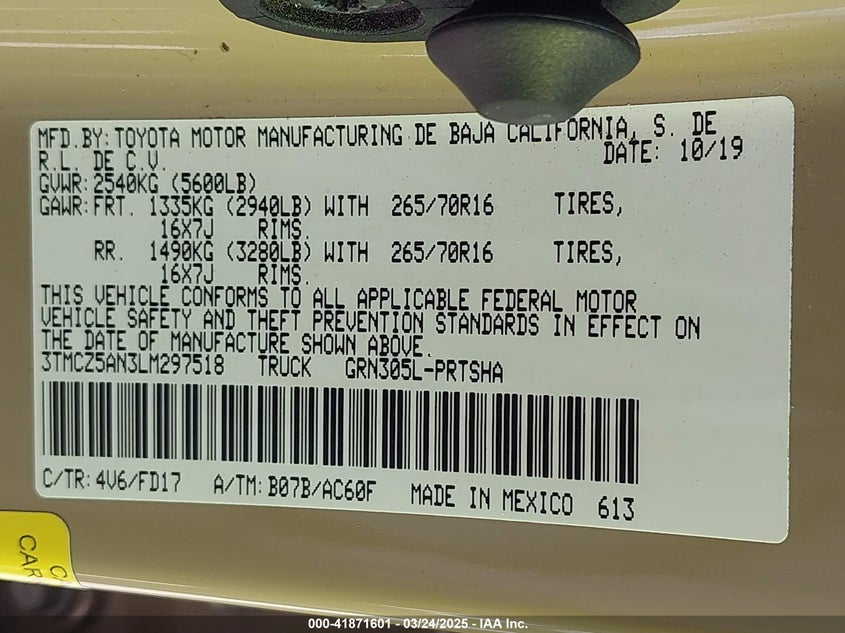 MFD.BY: TOYOTA MOTOR MANUFACTURING DE BAJA CALIFORNIA, S. DE
R.L. DE C.V. DATE: 10/19
GVWR: 2540KG (5600LB)
GAWR: FRT. 1335KG (2940LB) WITH 265/70R16 TIRES,
16X7J RIMS.
RR. 1490KG (3280LB) WITH 265/70R16 TIRES,
16X7J RIMS.
THIS VEHICLE CONFORMS TO ALL APPLICABLE FEDERAL MOTOR
VEHICLE SAFETY AND THEFT PREVENTION STANDARDS IN EFFECT ON
THE DATE OF MANUFACTURE SHOWN ABOVE.
3TMCZ5AN3LM297518 TRUCK GRN305L-PRTSHA
C/TR: 4V6/FD17 A/TM: B07B/AC60F MADE IN MEXICO 613
CAR
000-41871601 - 03/24/2025 - IAA Inc.